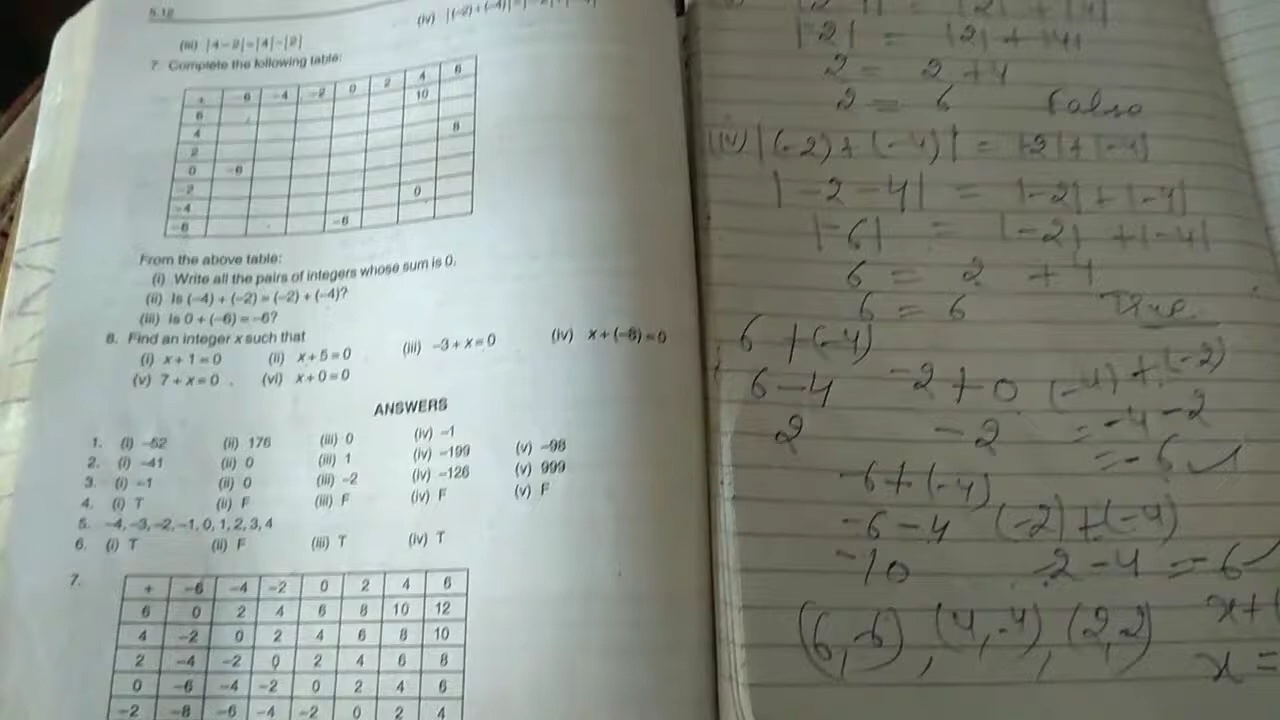 5.18
(iv) |(-2)+(-4)|=|-2|+|-4|
(iii) |4-2|=|4|-|2|
7. Complete the following table:
+ -6 -4 -2 0 2 4 6
6 10
4 8
2
0 -6
-2 0
-4
-6 -6
From the above table:
(i) Write all the pairs of integers whose sum is 0.
(ii) Is (-4) + (-2) = (-2) + (-4)?
(iii) Is 0 + (-6) = -6?
8. Find an integer x such that
(i) x + 1 = 0 (ii) x + 5 = 0 (iii) -3 + x = 0 (iv) x + (-8) = 0
(v) 7 + x = 0 (vi) x + 0 = 0
ANSWERS
1. (i) -52 (ii) 176 (iii) 0 (iv) -1
2. (i) -41 (ii) 0 (iii) 1 (iv) -199 (v) -98
3. (i) -1 (ii) 0 (iii) -2 (iv) -126 (v) 999
4. (i) T (ii) F (iii) F (iv) F (v) F
5. -4, -3, -2, -1, 0, 1, 2, 3, 4
6. (i) T (ii) F (iii) T (iv) T
7.
+ -6 -4 -2 0 2 4 6
6 0 2 4 6 8 10 12
4 -2 0 2 4 6 8 10
2 -4 -2 0 2 4 6 8
0 -6 -4 -2 0 2 4 6
-2 -8 -6 -4 -2 0 2 4
|-2| = |2| + |4|
2 = 2 + 4
2 = 6 False
(iv) |(-2) + (-4)| = |-2| + |-4|
|-2-4| = |-2| + |-4|
|-6| = |-2| + |-4|
6 = 2 + 4
6 = 6 True
6 + (-4)
6 - 4 -2 + 0 (-4) + (-2)
2 -2 = -4 - 2
= -6
-6 + (-4)
-6 - 4 (-2) + (-4)
-10 -2 - 4 = -6
(6, -6), (4, -4), (2, -2)
x + (
x =